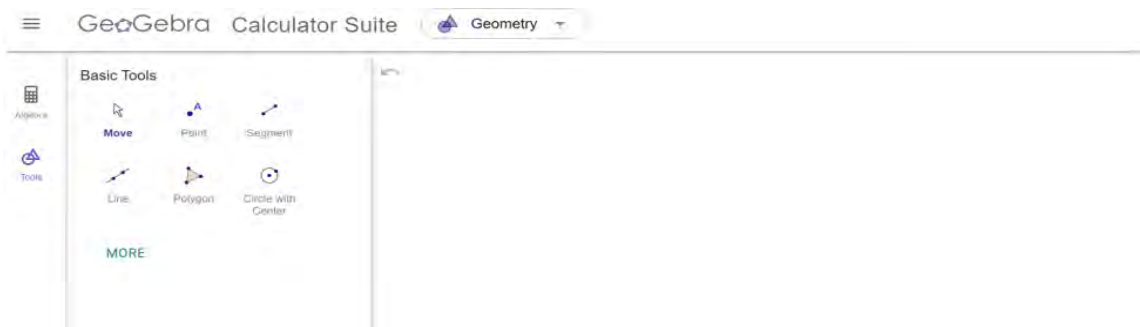 GeoGebra Calculator Suite Geometry
Basic Tools
Algebra
Move Point Segment
Tools
Line Polygon Circle with Center
MORE